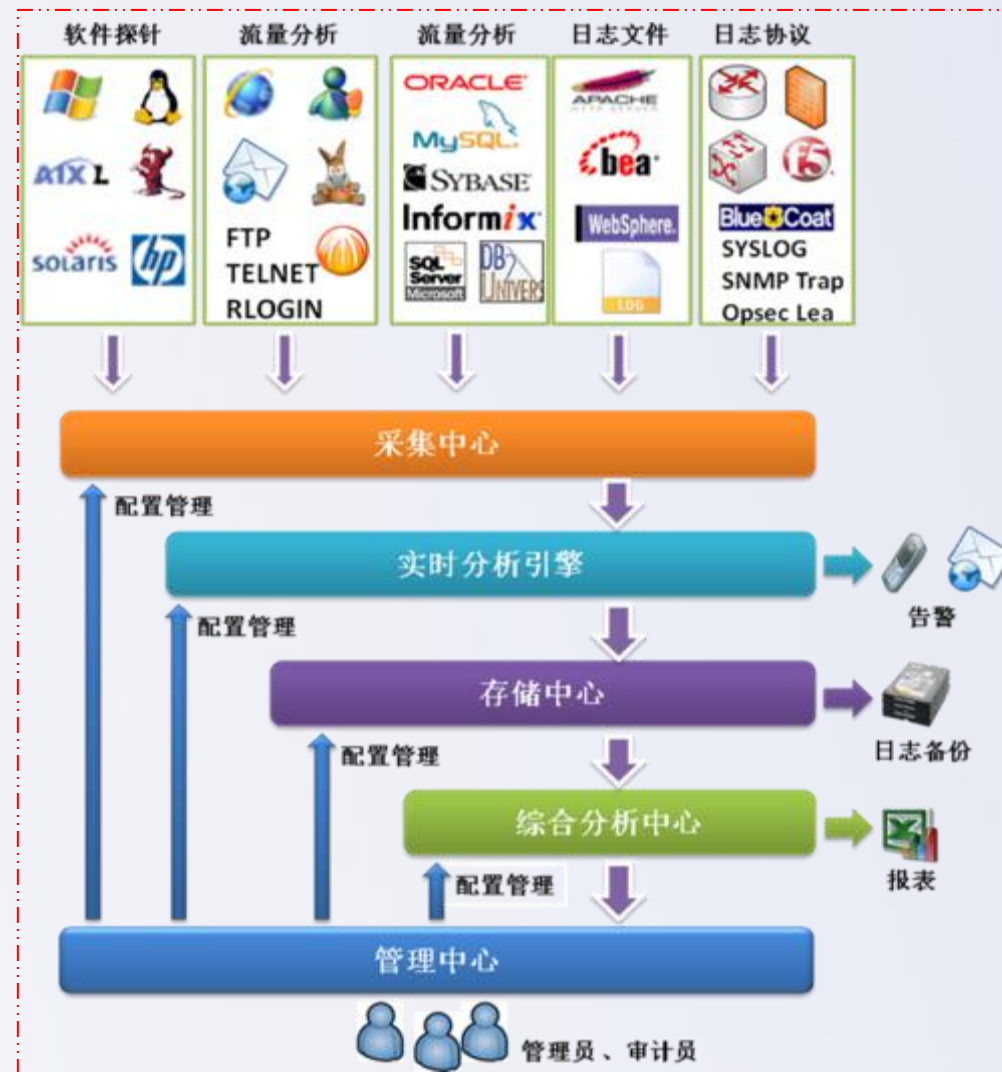 软件探针
流量分析
流量分析
日志文件
日志协议
AIX L
solaris
hp
FTP
TELNET
RLOGIN
ORACLE
MySQL
SYBASE
Informix
SQL
Server
Microsoft
DB2
UNIVERS
APACHE
HTTP SERVER
bea
WebSphere.
LOG
f5
Blue Coat
SYSLOG
SNMP Trap
Opsec Lea
采集中心
配置管理
实时分析引擎
告警
配置管理
存储中心
日志备份
配置管理
综合分析中心
报表
配置管理
管理中心
管理员、审计员